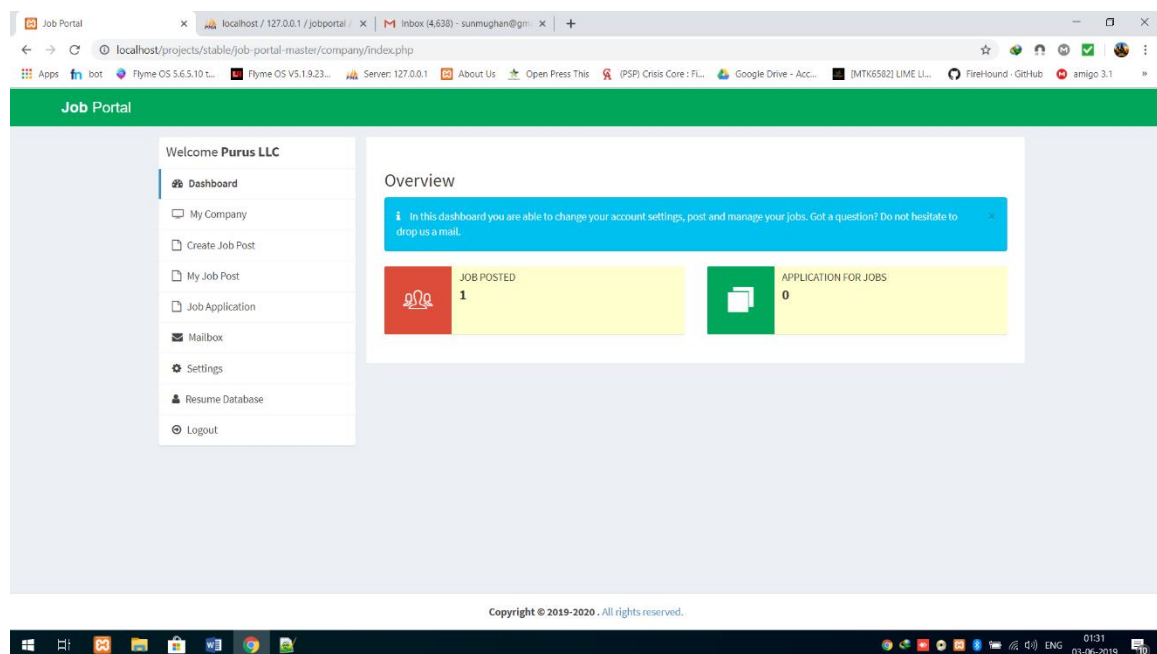 Job Portal
localhost / 127.0.0.1 / jobportal /
Inbox (4,638) - sunmughan@gm
localhost/projects/stable/job-portal-master/company/index.php
Apps
bot
Flyme OS 5.6.5.10 t...
Flyme OS V5.1.9.23...
Server: 127.0.0.1
About Us
Open Press This
(PSP) Crisis Core : Fi...
Google Drive - Acc...
[MTK6582] LIME LI...
FireHound · GitHub
amigo 3.1
»
Job Portal
Welcome Purus LLC
Dashboard
My Company
Create Job Post
My Job Post
Job Application
Mailbox
Settings
Resume Database
Logout
Overview
In this dashboard you are able to change your account settings, post and manage your jobs. Got a question? Do not hesitate to
drop us a mail.
JOB POSTED
1
APPLICATION FOR JOBS
0
Copyright © 2019-2020 . All rights reserved.
ENG
01:31
03-06-2019